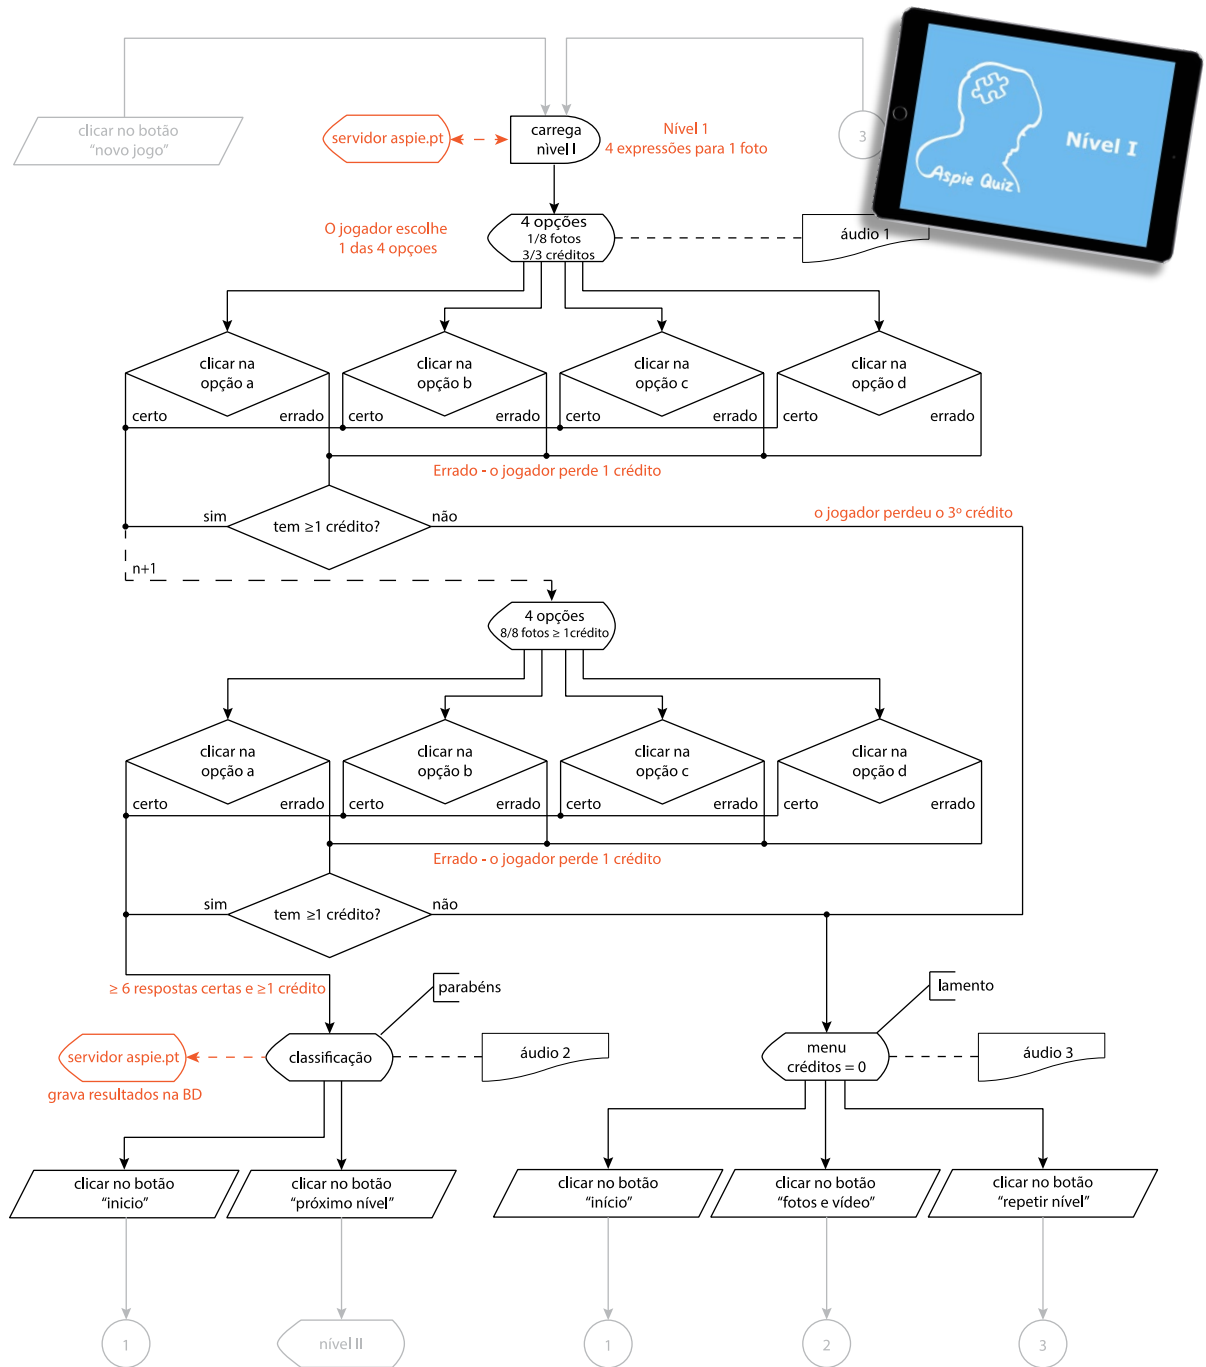 clicar no botão
“novo jogo”
servidor aspie.pt
carrega
nìvel I
Nível 1
4 expressões para 1 foto
3
Aspie Quiz
Nível I
O jogador escolhe
1 das 4 opçoes
4 opções
1/8 fotos
3/3 créditos
áudio 1
clicar na
opção a
clicar na
opção b
clicar na
opção c
clicar na
opção d
certo
errado
certo
errado
certo
errado
certo
errado
Errado - o jogador perde 1 crédito
sim
tem ≥1 crédito?
não
o jogador perdeu o 3º crédito
n+1
4 opções
8/8 fotos ≥ 1crédito
clicar na
opção a
clicar na
opção b
clicar na
opção c
clicar na
opção d
certo
errado
certo
errado
certo
errado
certo
errado
Errado - o jogador perde 1 crédito
sim
tem ≥1 crédito?
não
≥ 6 respostas certas e ≥1 crédito
parabéns
lamento
servidor aspie.pt
grava resultados na BD
classificação
áudio 2
menu
créditos = 0
áudio 3
clicar no botão
“inicio”
clicar no botão
“próximo nível”
clicar no botão
“início”
clicar no botão
“fotos e vídeo”
clicar no botão
“repetir nível”
1
nível II
1
2
3